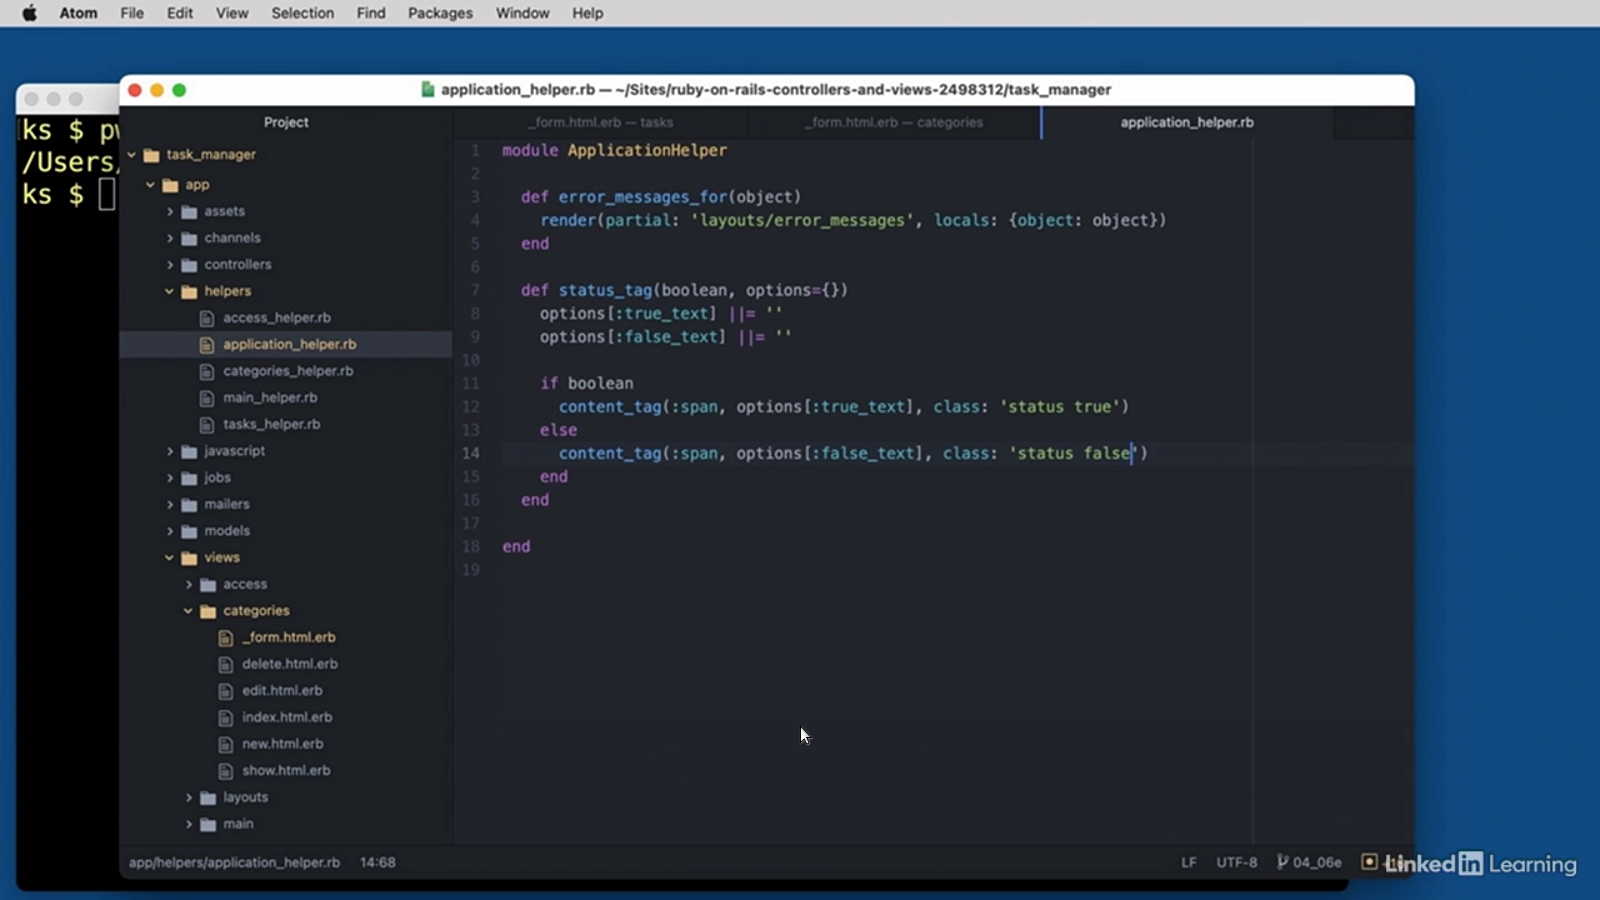 Atom File Edit View Selection Find Packages Window Help
application_helper.rb — ~/Sites/ruby-on-rails-controllers-and-views-2498312/task_manager
ks $
/Users/
ks $
Project
task_manager
app
assets
channels
controllers
helpers
access_helper.rb
application_helper.rb
categories_helper.rb
main_helper.rb
tasks_helper.rb
javascript
jobs
mailers
models
views
access
categories
_form.html.erb
delete.html.erb
edit.html.erb
index.html.erb
new.html.erb
show.html.erb
layouts
main
_form.html.erb — tasks
_form.html.erb — categories
application_helper.rb
1 module ApplicationHelper
2
3 def error_messages_for(object)
4 render(partial: 'layouts/error_messages', locals: {object: object})
5 end
6
7 def status_tag(boolean, options={})
8 options[:true_text] ||= ''
9 options[:false_text] ||= ''
10
11 if boolean
12 content_tag(:span, options[:true_text], class: 'status true')
13 else
14 content_tag(:span, options[:false_text], class: 'status false')
15 end
16 end
17
18 end
19
app/helpers/application_helper.rb 14:68
LF UTF-8 04_06e
LinkedIn Learning